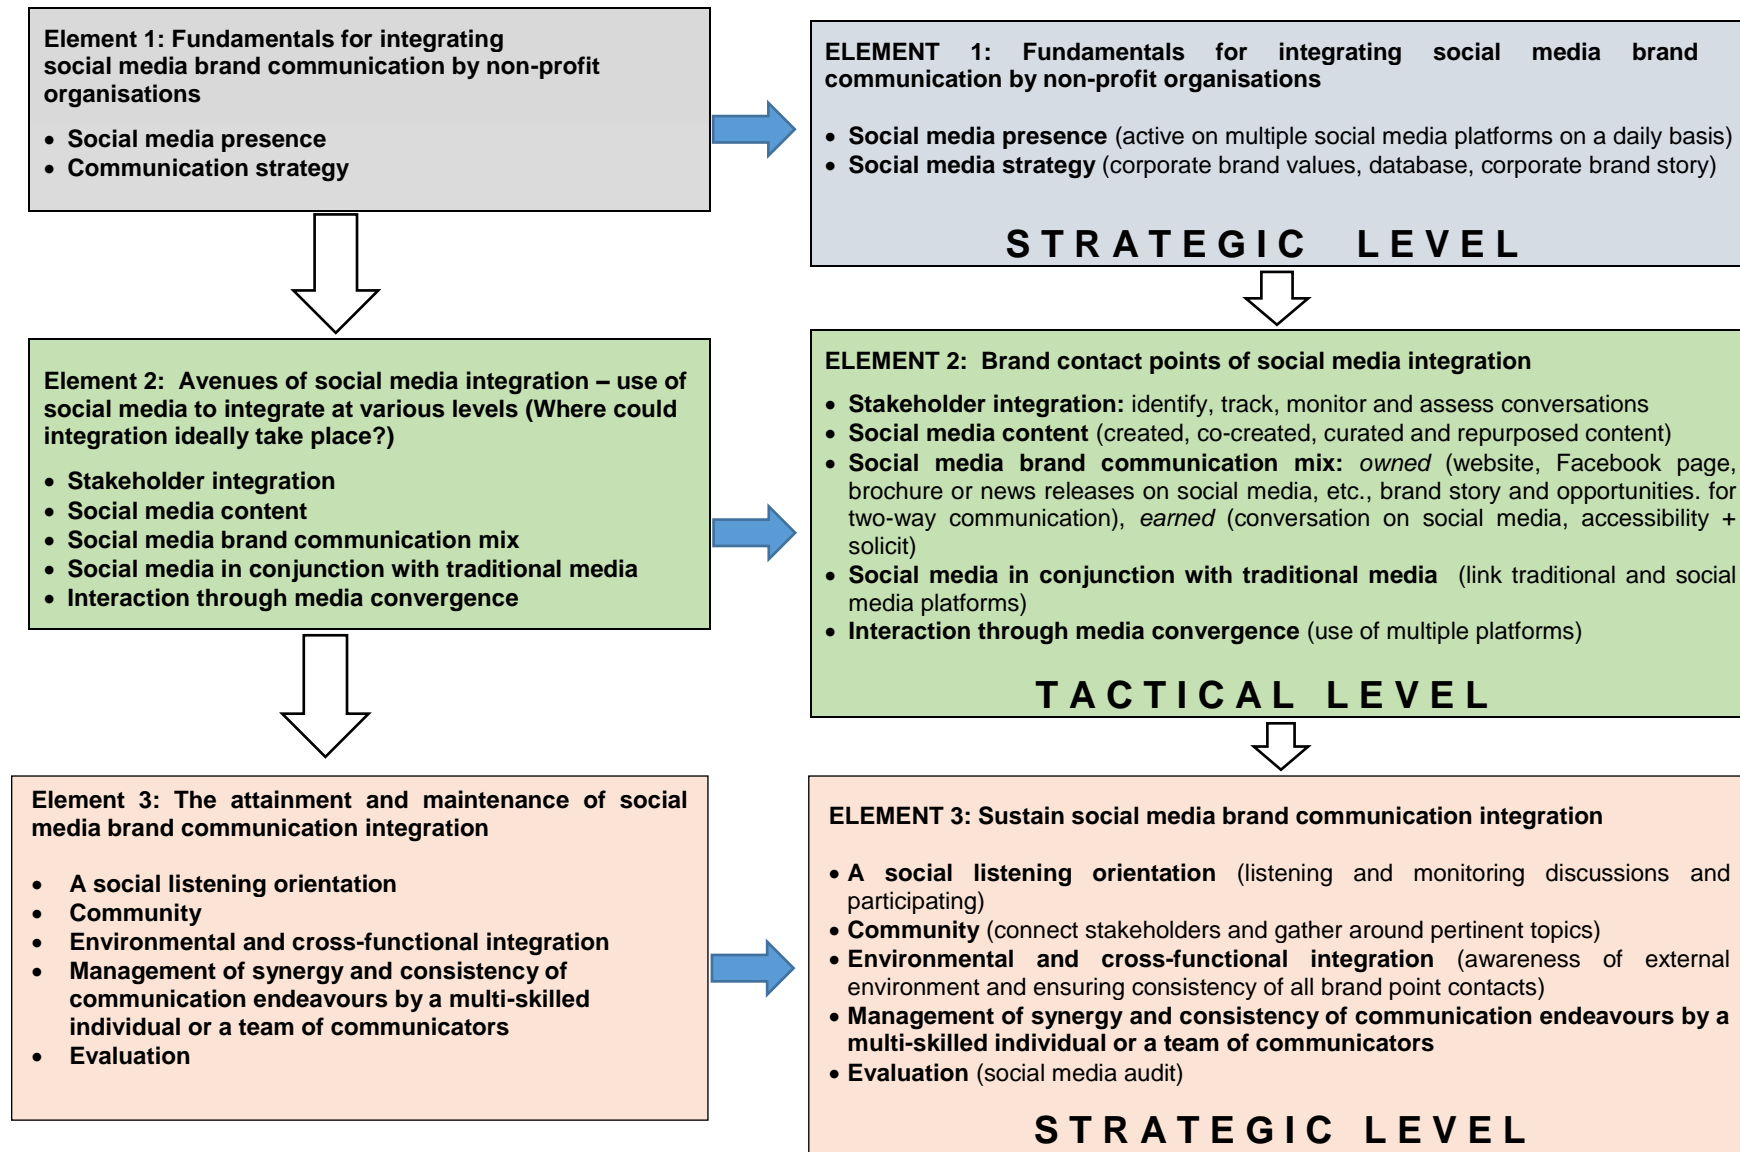 Element 1: Fundamentals for integrating
social media brand communication by non-profit
organisations
• Social media presence
• Communication strategy
ELEMENT 1: Fundamentals for integrating social media brand
communication by non-profit organisations
• Social media presence (active on multiple social media platforms on a daily basis)
• Social media strategy (corporate brand values, database, corporate brand story)
STRATEGIC LEVEL
Element 2: Avenues of social media integration – use of
social media to integrate at various levels (Where could
integration ideally take place?)
• Stakeholder integration
• Social media content
• Social media brand communication mix
• Social media in conjunction with traditional media
• Interaction through media convergence
ELEMENT 2: Brand contact points of social media integration
• Stakeholder integration: identify, track, monitor and assess conversations
• Social media content (created, co-created, curated and repurposed content)
• Social media brand communication mix: owned (website, Facebook page,
brochure or news releases on social media, etc., brand story and opportunities. for
two-way communication), earned (conversation on social media, accessibility +
solicit)
• Social media in conjunction with traditional media (link traditional and social
media platforms)
• Interaction through media convergence (use of multiple platforms)
TACTICAL LEVEL
Element 3: The attainment and maintenance of social
media brand communication integration
• A social listening orientation
• Community
• Environmental and cross-functional integration
• Management of synergy and consistency of
communication endeavours by a multi-skilled
individual or a team of communicators
• Evaluation
ELEMENT 3: Sustain social media brand communication integration
• A social listening orientation (listening and monitoring discussions and
participating)
• Community (connect stakeholders and gather around pertinent topics)
• Environmental and cross-functional integration (awareness of external
environment and ensuring consistency of all brand point contacts)
• Management of synergy and consistency of communication endeavours by a
multi-skilled individual or a team of communicators
• Evaluation (social media audit)
STRATEGIC LEVEL